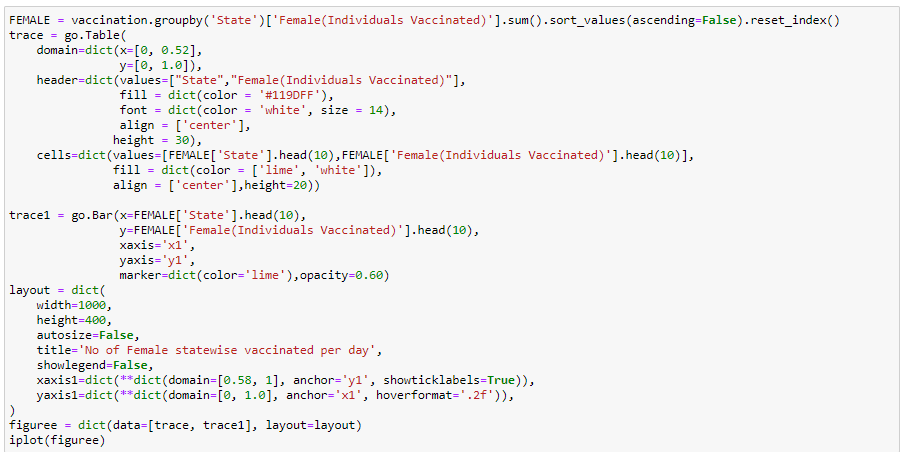 FEMALE = vaccination.groupby('State')['Female(Individuals Vaccinated)'].sum().sort_values(ascending=False).reset_index()
trace = go.Table(
    domain=dict(x=[0, 0.52],
                y=[0, 1.0]),
    header=dict(values=["State","Female(Individuals Vaccinated)"],
                fill = dict(color = '#119DFF'),
                font = dict(color = 'white', size = 14),
                align = ['center'],
               height = 30),
    cells=dict(values=[FEMALE['State'].head(10),FEMALE['Female(Individuals Vaccinated)'].head(10)],
               fill = dict(color = ['lime', 'white']),
               align = ['center'],height=20))

trace1 = go.Bar(x=FEMALE['State'].head(10),
                y=FEMALE['Female(Individuals Vaccinated)'].head(10),
                xaxis='x1',
                yaxis='y1',
                marker=dict(color='lime'),opacity=0.60)
layout = dict(
    width=1000,
    height=400,
    autosize=False,
    title='No of Female statewise vaccinated per day',
    showlegend=False,
    xaxis1=dict(**dict(domain=[0.58, 1], anchor='y1', showticklabels=True)),
    yaxis1=dict(**dict(domain=[0, 1.0], anchor='x1', hoverformat='.2f')),
)
figuree = dict(data=[trace, trace1], layout=layout)
iplot(figuree)